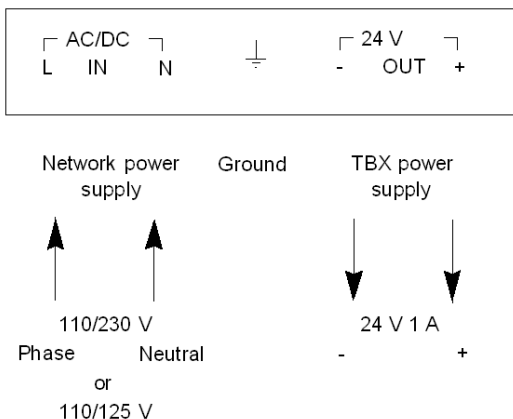 AC/DC 24 V
L IN N - OUT +
Network power supply Ground TBX power supply
110/230 V 24 V 1 A
Phase Neutral - +
or
110/125 V